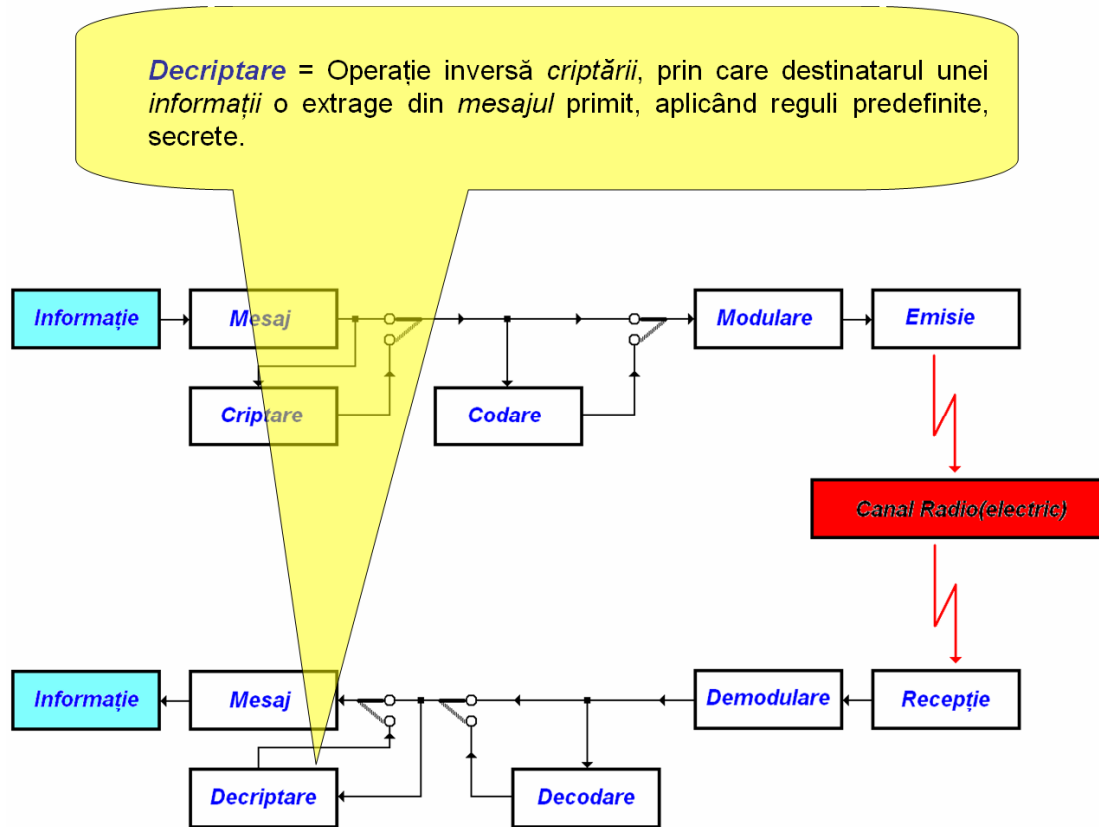 Decriptare = Operație inversă criptării, prin care destinatarul unei
informații o extrage din mesajul primit, aplicând reguli predefinite,
secrete.
Informație
Mesaj
Modulare
Emisie
Criptare
Codare
Canal Radio(electric)
Informație
Mesaj
Demodulare
Recepție
Decriptare
Decodare